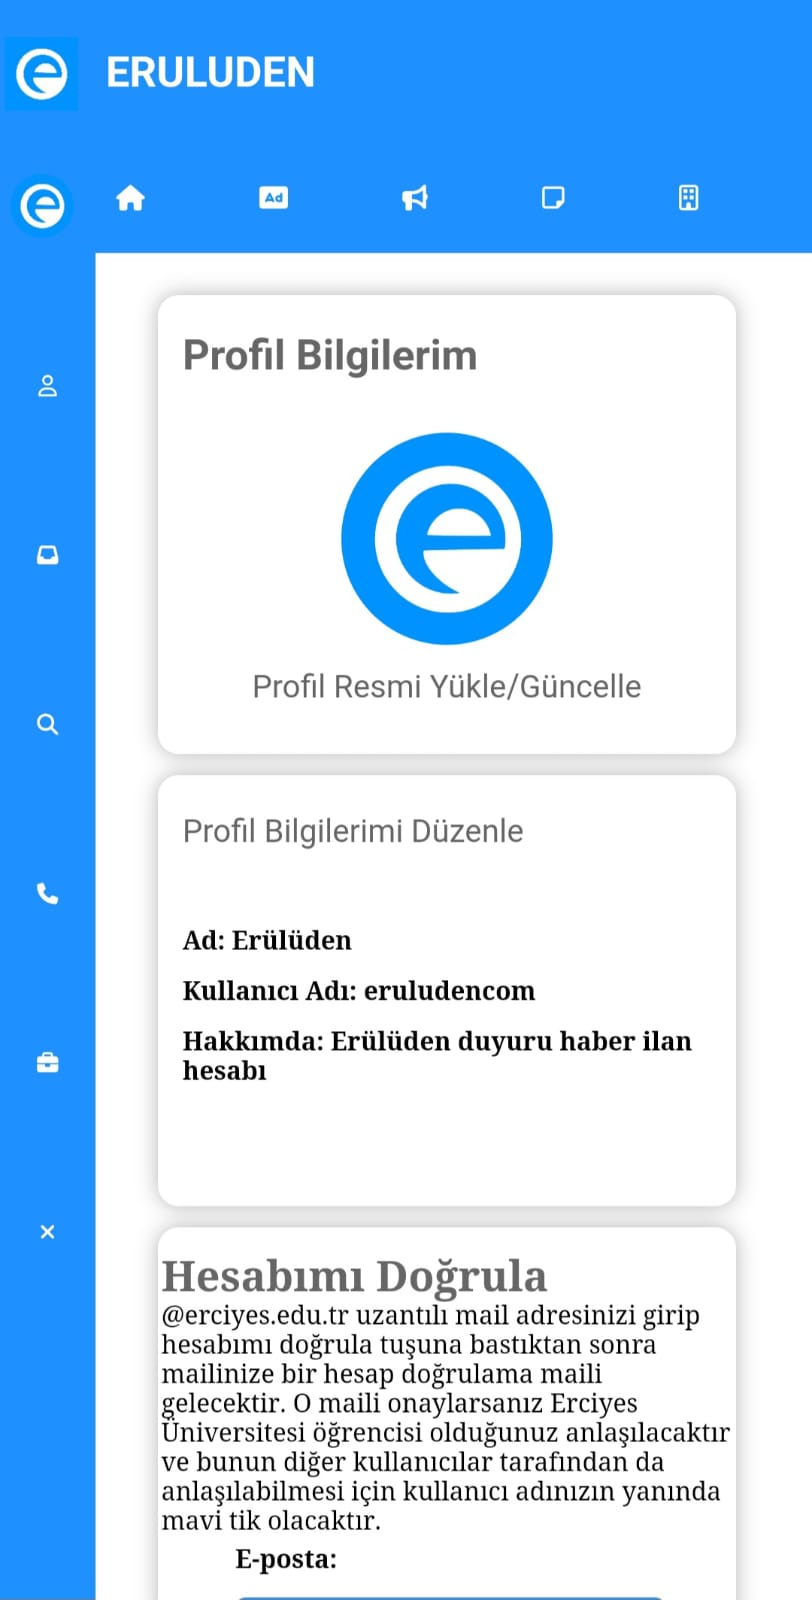 ERULUDEN
Ad
Profil Bilgilerim
Profil Resmi Yükle/Güncelle
Profil Bilgilerimi Düzenle
Ad: Erülüden
Kullanıcı Adı: eruludencom
Hakkımda: Erülüden duyuru haber ilan
hesabı
Hesabımı Doğrula
@erciyes.edu.tr uzantılı mail adresinizi girip
hesabımı doğrula tuşuna bastıktan sonra
mailinize bir hesap doğrulama maili
gelecektir. O maili onaylarsanız Erciyes
Üniversitesi öğrencisi olduğunuz anlaşılacaktır
ve bunun diğer kullanıcılar tarafından da
anlaşılabilmesi için kullanıcı adınızın yanında
mavi tik olacaktır.
E-posta: